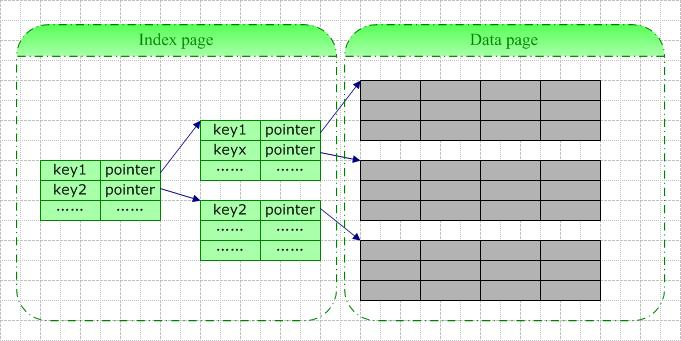 Index page
Data page
key1 pointer
keyx pointer
...... ......
key1 pointer
key2 pointer
...... ......
key2 pointer
...... ......
...... ......